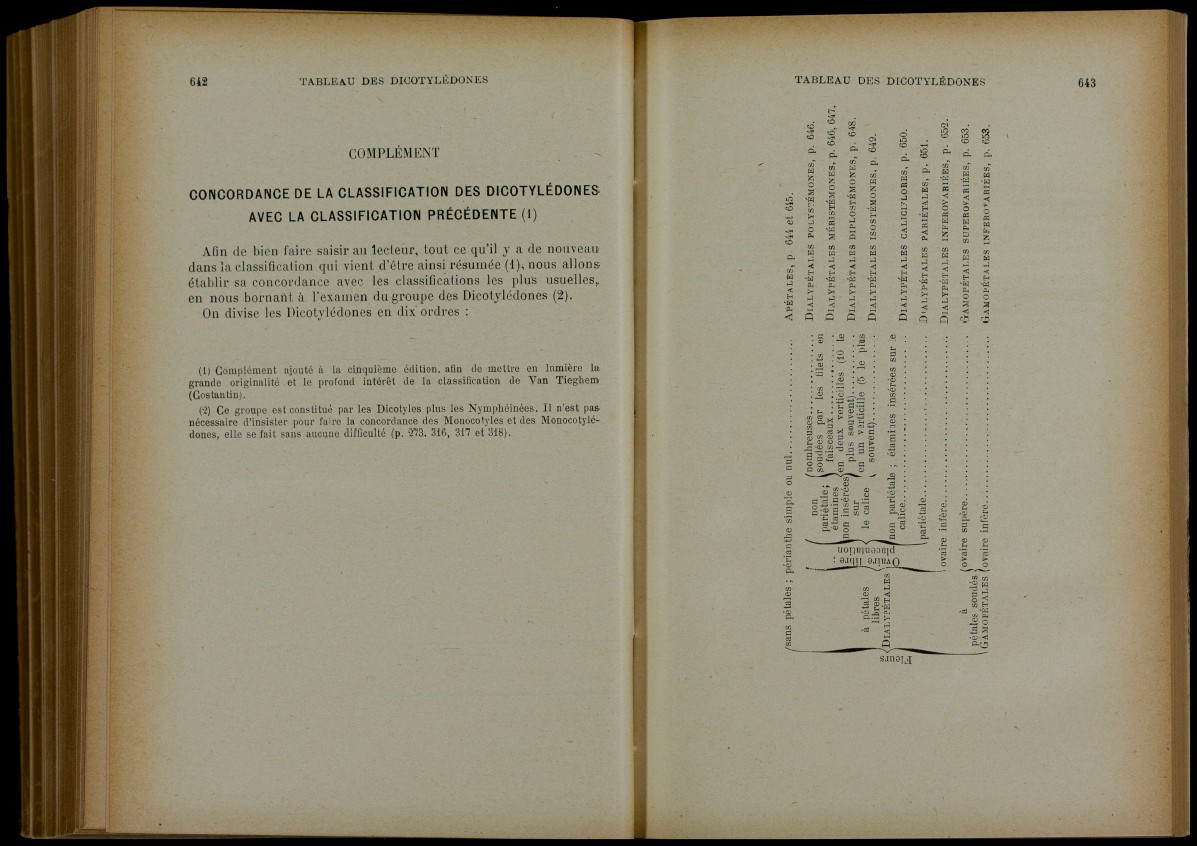 642 TABLEAU DES DICOTYLÉDONES
COMPLÉMENT
CONCORDANCE DE LA CLASSIFICATION DES DICOTYLÉDONES
AVEC LA CLASSIFICATION PRÉCÉDENTE (1)
Afin de bien faire saisir au lecteur, tout ce qu'il y a de nouveau
dans la classification qui vient d'être ainsi résumée (1), nous allons
établir sa concordance avec les classifications les plus usuelles,
en nous bornant à l'examen du groupe des Dicotylédones (2).
On divise les Dicotylédones en dix ordres :
(1) Complément ajouté à la cinquième édition, afin de mettre en lumière la
grande originalité et le profond intérêt de la classification de Van Tieghem
(Costantin).
(2) Ce groupe est constitué par les Dicotyles plus les Nymphéinées. Il n'est pas
nécessaire d'insister pour faire la concordance des Monocotyles et des Monocotylé-
dones, elle se fait sans aucune difficulté (p. 273, 316, 317 et 318).
TABLEAU DES DICOTYLÉDONES 643
Fleurs
sans pétales ; périanthe simple ou nul. APÉTALES, p. 644 et 645.
à pétales
libres
DIALYPÉTALES
Ovaire libre ;
placentation
non
pariétale ;
étamines
non insérées
sur
le calice
nombreuses. DIALYPÉTALES POLYSTÉMONES, p. 646.
soudées par les filets en
faisceaux. DIALYPÉTALES MÉRISTÉMONES, p. 646, 647.
en deux verticilles (10 le
plus souvent). DIALYPÉTALES DIPLOSTÉMONES, p. 648.
en un verticille (5 le plus
souvent). DIALYPÉTALES ISOSTÉMONES, p. 649.
non pariétale ; étamines insérées sur le
calice. DIALYPÉTALES CALICIFLORES, p. 650.
pariétale. DIALYPÉTALES PARIÉTALES, p. 651.
ovaire infère. DIALYPÉTALES INFEROVARIÉES, p. 652.
à
pétales soudés
GAMOPÉTALES
ovaire supère. GAMOPÉTALES SUPEROVARIÉES, p. 653.
ovaire infère. GAMOPÉTALES INFEROVARIÉES, p. 653.